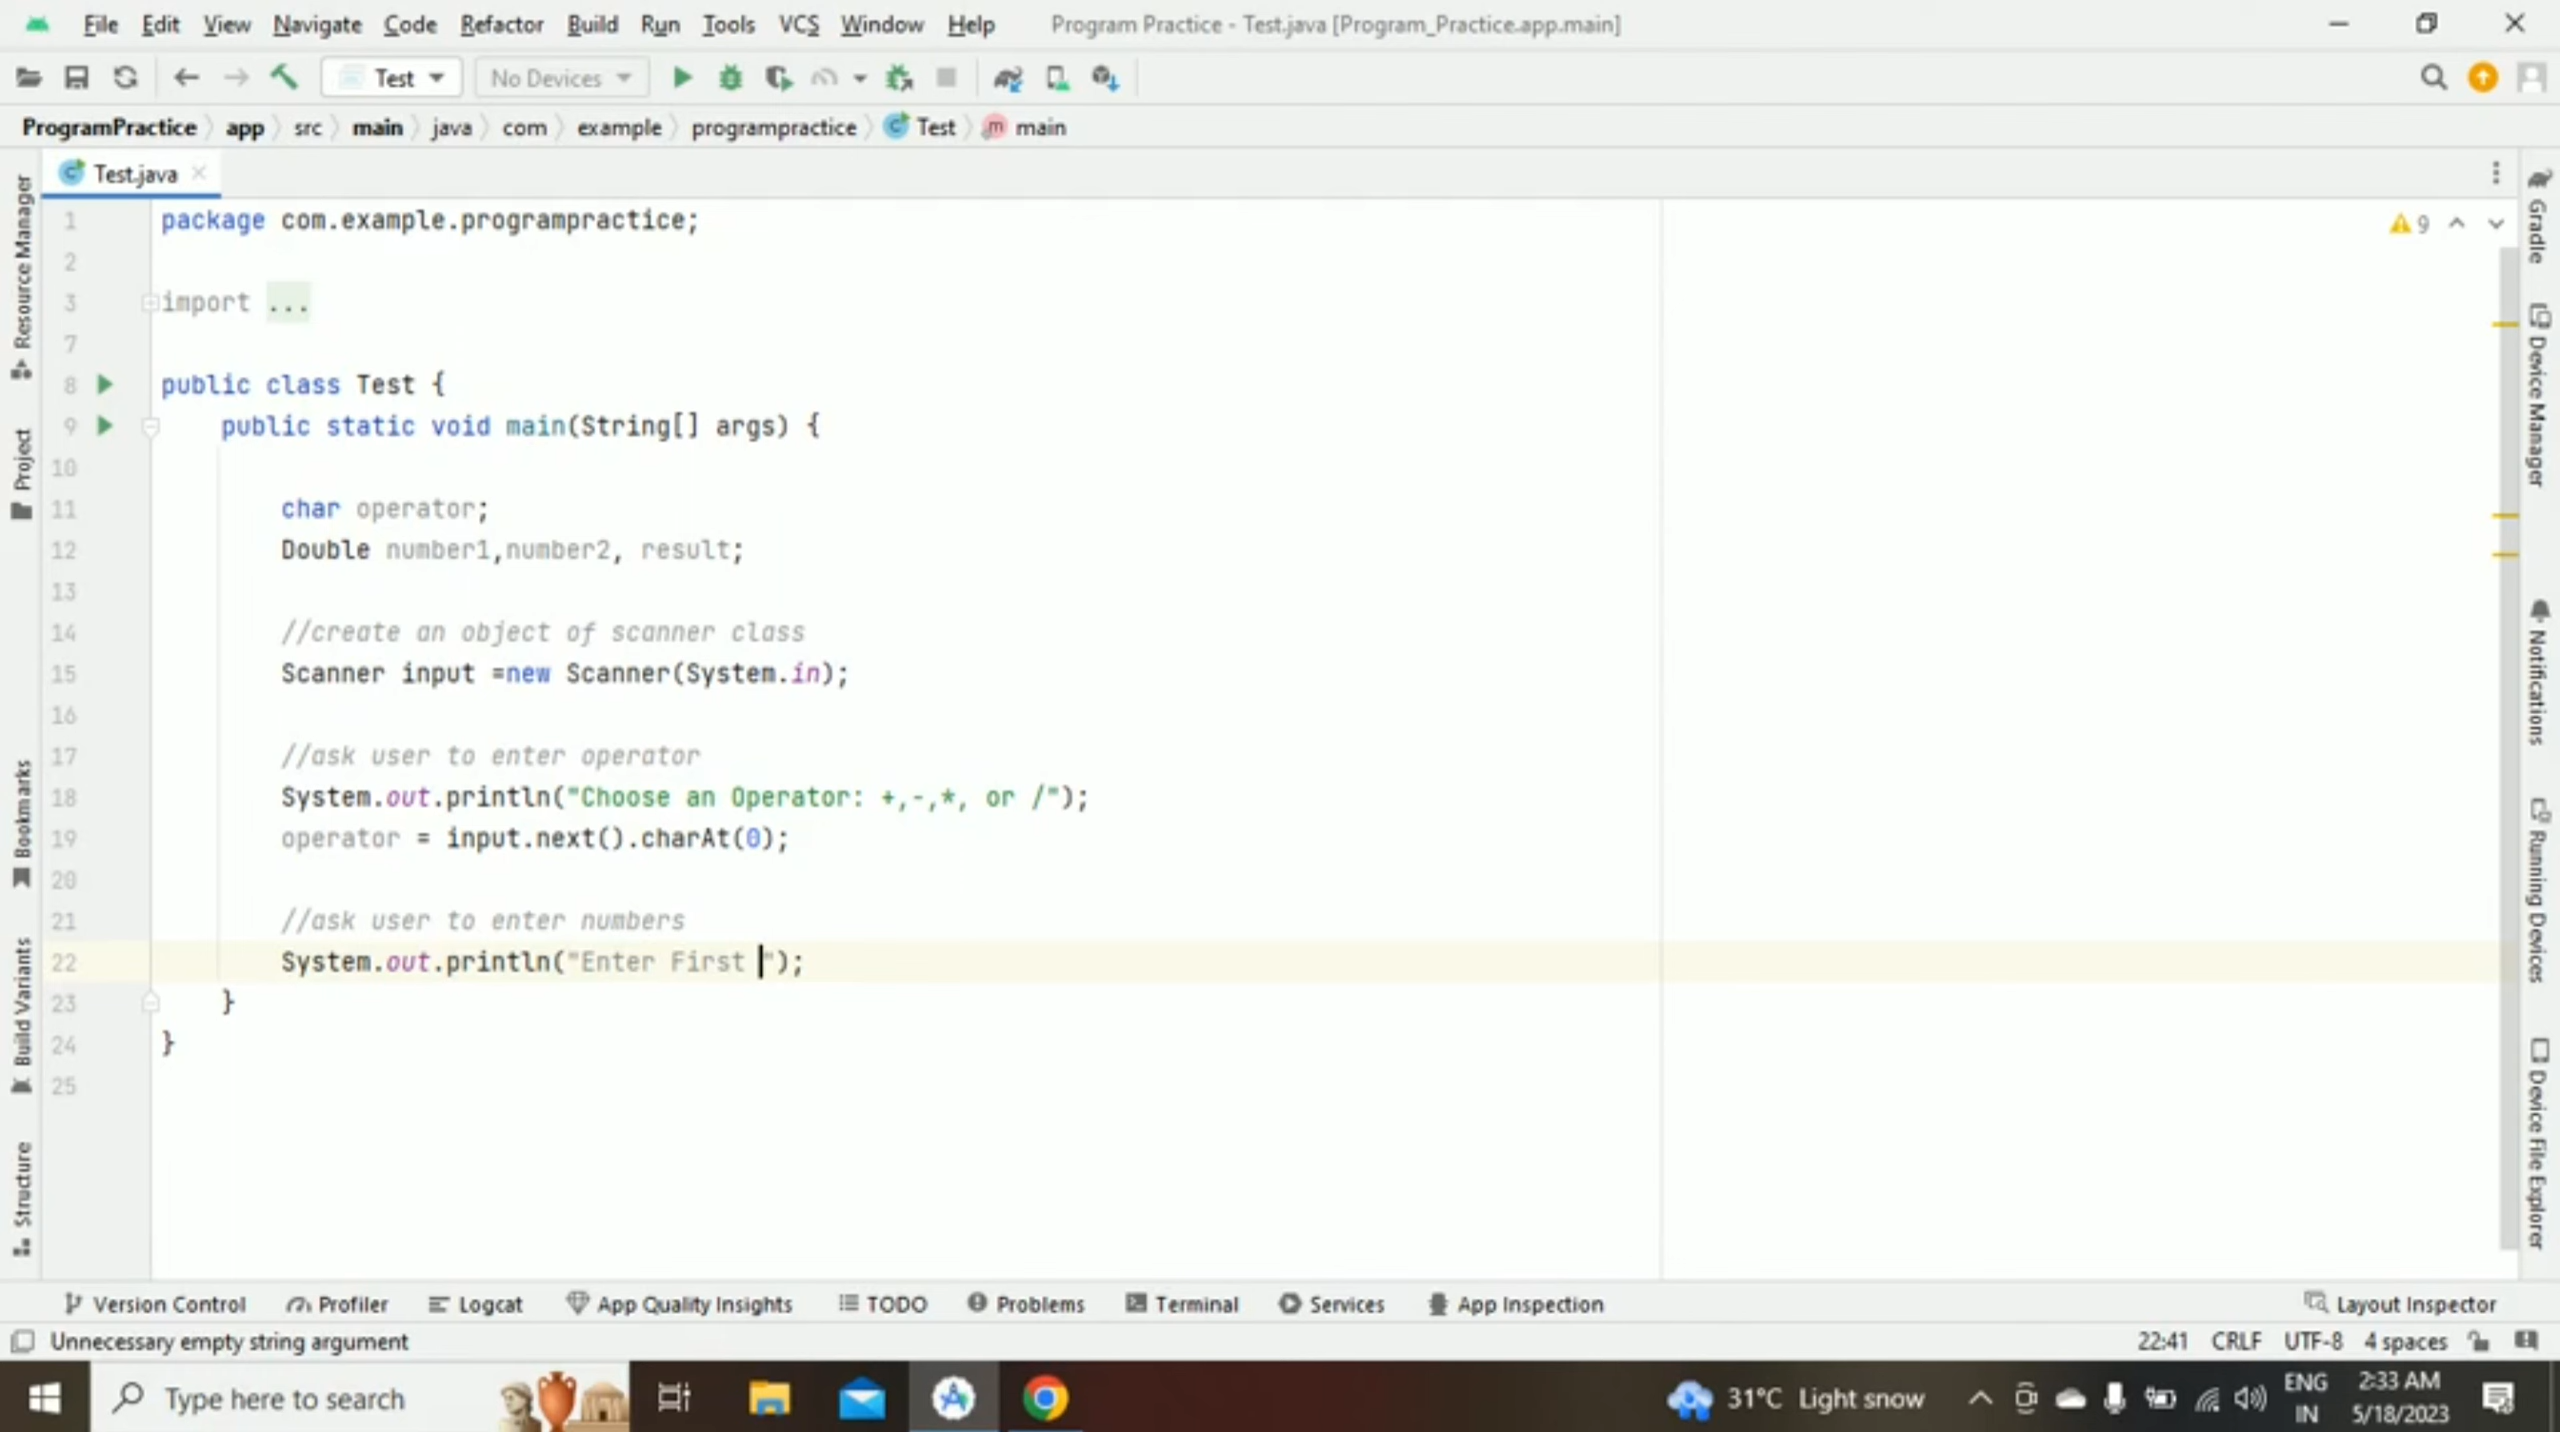 File Edit View Navigate Code Refactor Build Run Tools VCS Window Help Program Practice - Test.java [Program_Practice.app.main]
Test No Devices
ProgramPractice app src main java com example programpractice Test main
Test.java
9
1 package com.example.programpractice;
2
3 import ...
7
8 public class Test {
9 public static void main(String[] args) {
10
11 char operator;
12 Double number1,number2, result;
13
14 //create an object of scanner class
15 Scanner input =new Scanner(System.in);
16
17 //ask user to enter operator
18 System.out.println("Choose an Operator: +,-,*, or /");
19 operator = input.next().charAt(0);
20
21 //ask user to enter numbers
22 System.out.println("Enter First ");
23 }
24 }
25
Resource Manager
Project
Bookmarks
Build Variants
Structure
Gradle
Device Manager
Notifications
Running Devices
Device File Explorer
Version Control Profiler Logcat App Quality Insights TODO Problems Terminal Services App Inspection Layout Inspector
Unnecessary empty string argument 22:41 CRLF UTF-8 4 spaces
Type here to search 31°C Light snow ENG IN 2:33 AM 5/18/2023